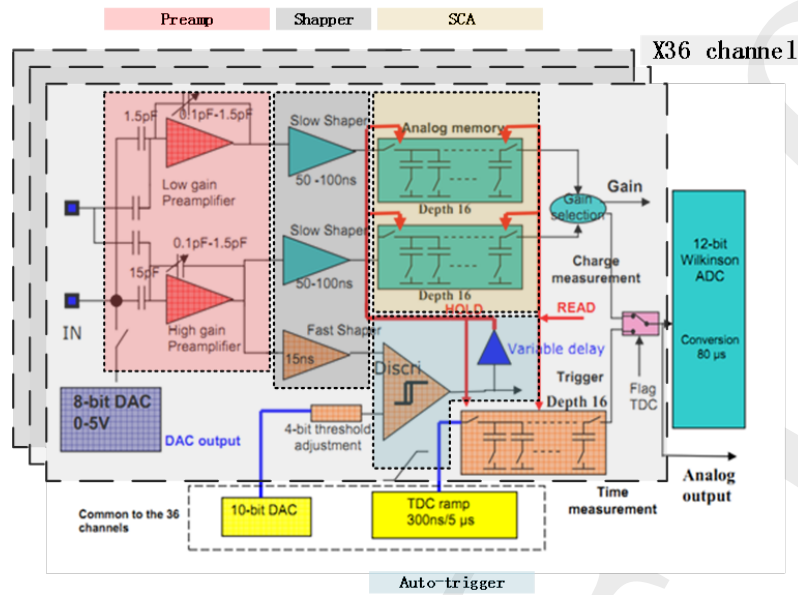 Preamp
Shapper
SCA
X36 channel
1.5pF
0.1pF-1.5pF
Slow Shaper
Analog memory
50 -100ns
Low gain
Preamplifier
Depth 16
Gain
selection
Gain
0.1pF-1.5pF
Slow Shaper
15pF
50-100ns
Depth 16
Charge
measurement
12-bit
Wilkinson
ADC
Conversion
80 µs
IN
High gain
Preamplifier
Fast Shaper
15ns
HOLD
READ
Variable delay
Discri
Trigger
Depth 16
Flag
TDC
8-bit DAC
0-5V
DAC output
4-bit threshold
adjustment
Analog
output
Time
measurement
Common to the 36
channels
10-bit DAC
TDC ramp
300ns/5 µs
Auto-trigger